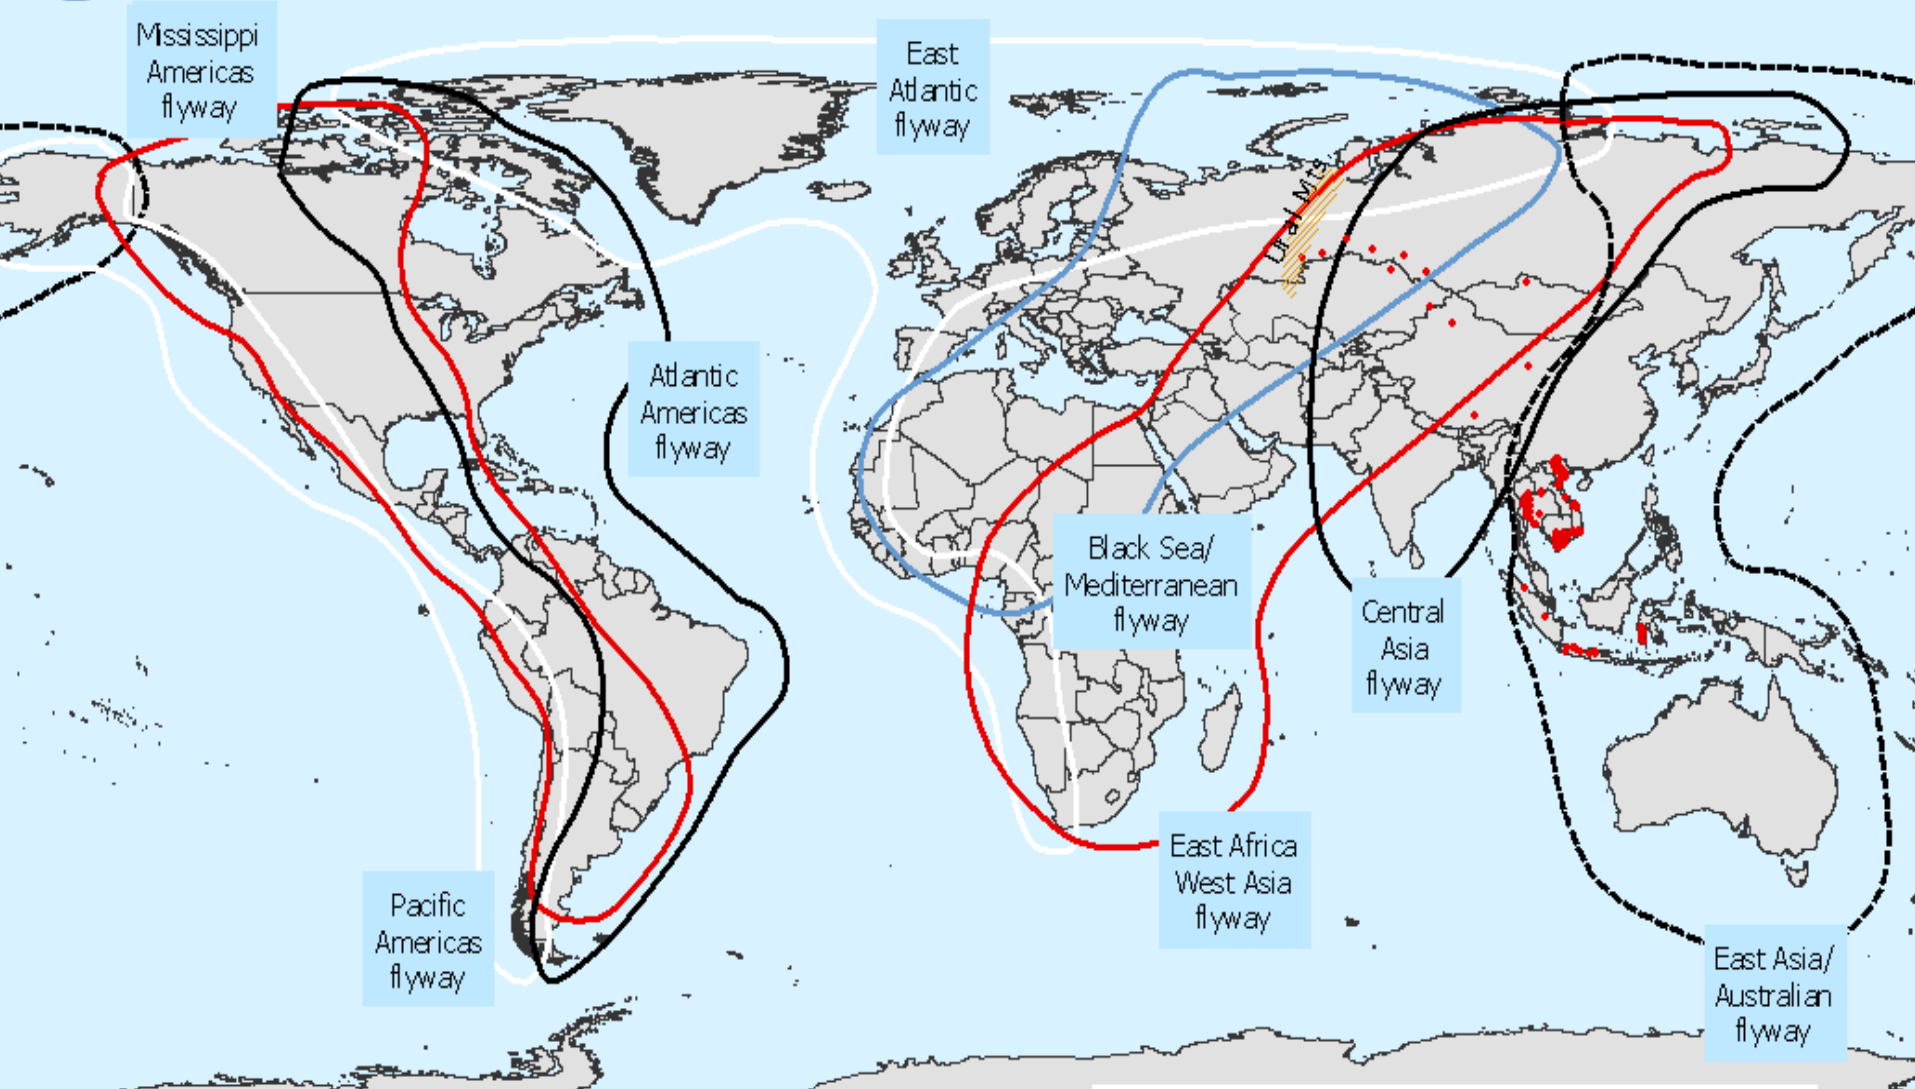 Mississippi
Americas
flyway
East
Atlantic
flyway
Ural Mts.
Atlantic
Americas
flyway
Black Sea/
Mediterranean
flyway
Central
Asia
flyway
East Africa
West Asia
flyway
Pacific
Americas
flyway
East Asia/
Australian
flyway